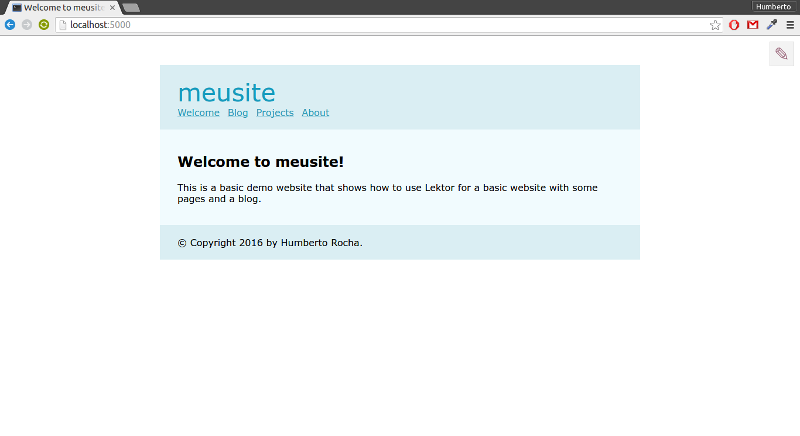 Welcome to meusite
Humberto
localhost:5000
meusite
Welcome Blog Projects About
Welcome to meusite!
This is a basic demo website that shows how to use Lektor for a basic website with some
pages and a blog.
© Copyright 2016 by Humberto Rocha.